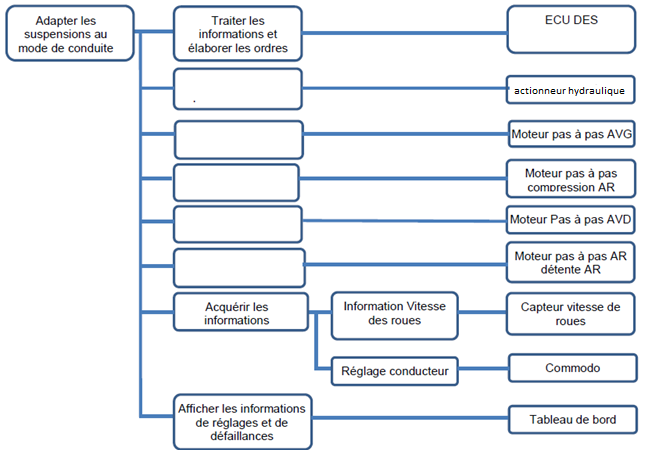 Adapter les
suspensions au
mode de conduite
Traiter les
informations et
élaborer les ordres
ECU DES
.
actionneur hydraulique
Moteur pas à pas AVG
Moteur pas à pas
compression AR
Moteur Pas à pas AVD
Moteur pas à pas AR
détente AR
Acquérir les
informations
Information Vitesse
des roues
Capteur vitesse de
roues
Réglage conducteur
Commodo
Afficher les informations
de réglages et de
défaillances
Tableau de bord